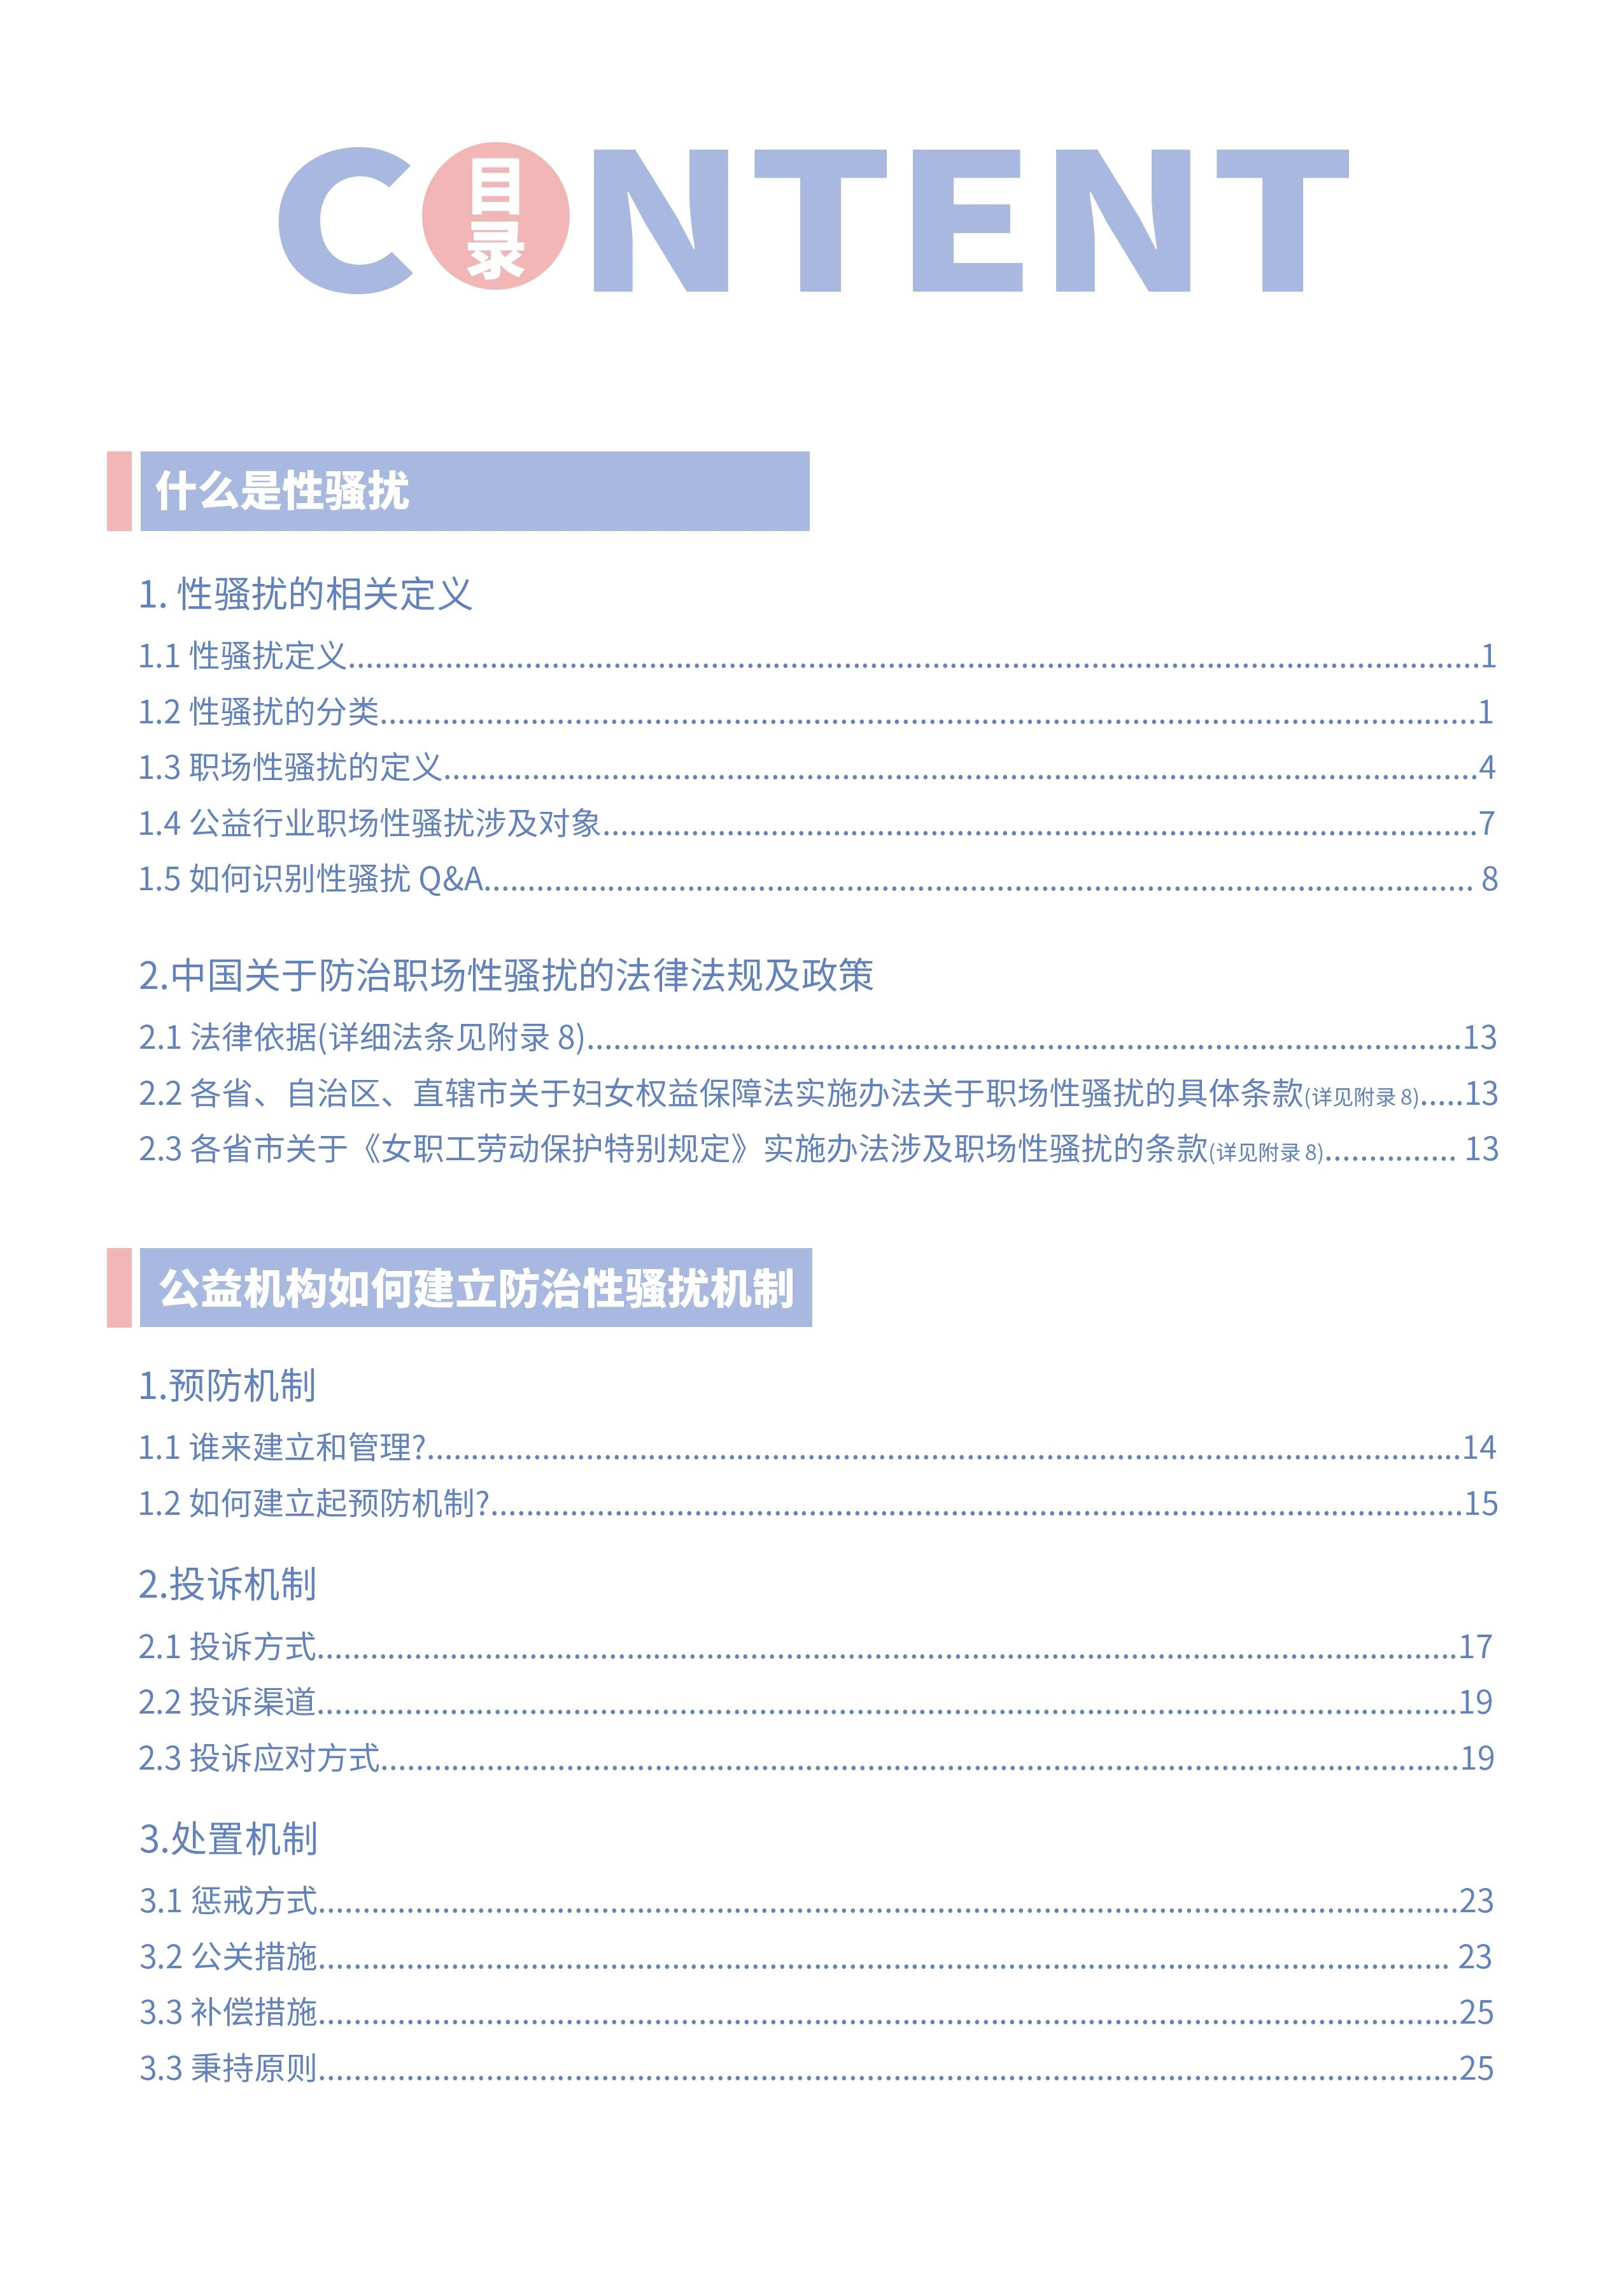 CONTENT
目录
什么是性骚扰
1. 性骚扰的相关定义
1.1 性骚扰定义........................................1
1.2 性骚扰的分类........................................1
1.3 职场性骚扰的定义........................................4
1.4 公益行业职场性骚扰涉及对象........................................7
1.5 如何识别性骚扰 Q&A........................................ 8
2.中国关于防治职场性骚扰的法律法规及政策
2.1 法律依据(详细法条见附录 8)........................................13
2.2 各省、自治区、直辖市关于妇女权益保障法实施办法关于职场性骚扰的具体条款(详见附录 8).....13
2.3 各省市关于《女职工劳动保护特别规定》实施办法涉及职场性骚扰的条款(详见附录 8)............... 13
公益机构如何建立防治性骚扰机制
1.预防机制
1.1 谁来建立和管理?........................................14
1.2 如何建立起预防机制?........................................15
2.投诉机制
2.1 投诉方式........................................17
2.2 投诉渠道........................................19
2.3 投诉应对方式........................................19
3.处置机制
3.1 惩戒方式........................................23
3.2 公关措施........................................ 23
3.3 补偿措施........................................25
3.3 秉持原则........................................25